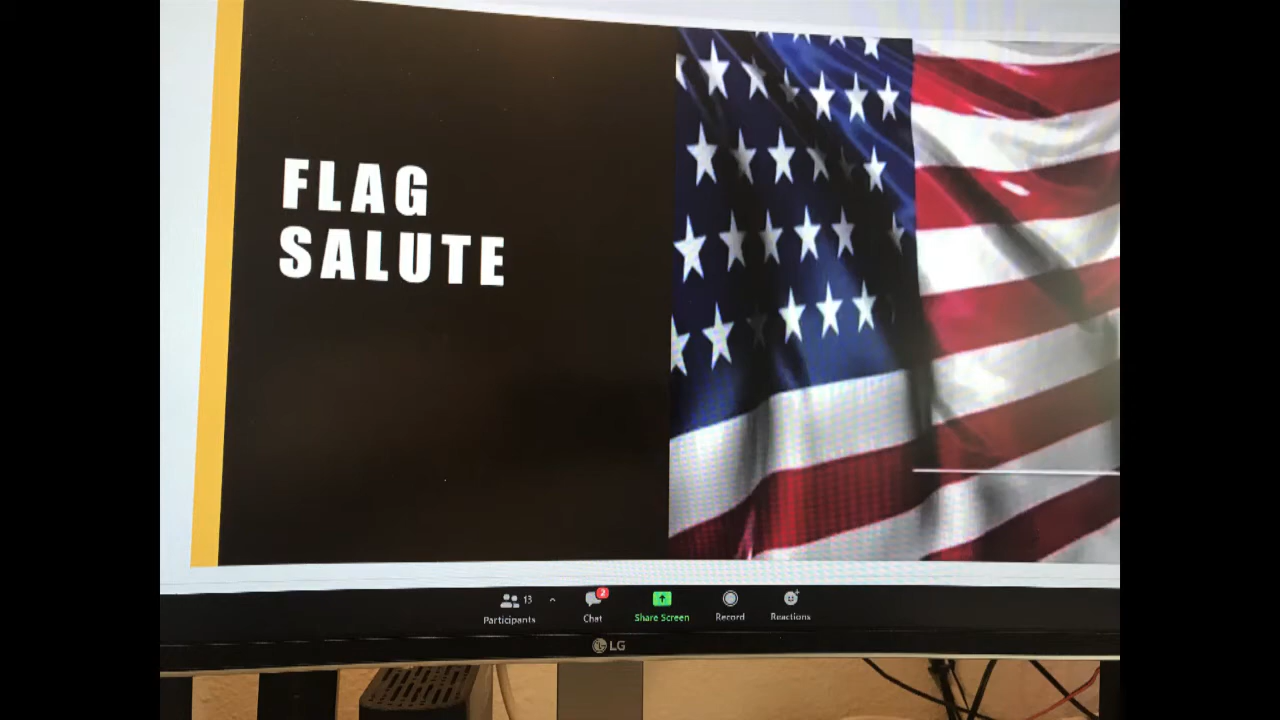 FLAG
SALUTE
13
2
Participants
Chat
Share Screen
Record
Reactions
LG